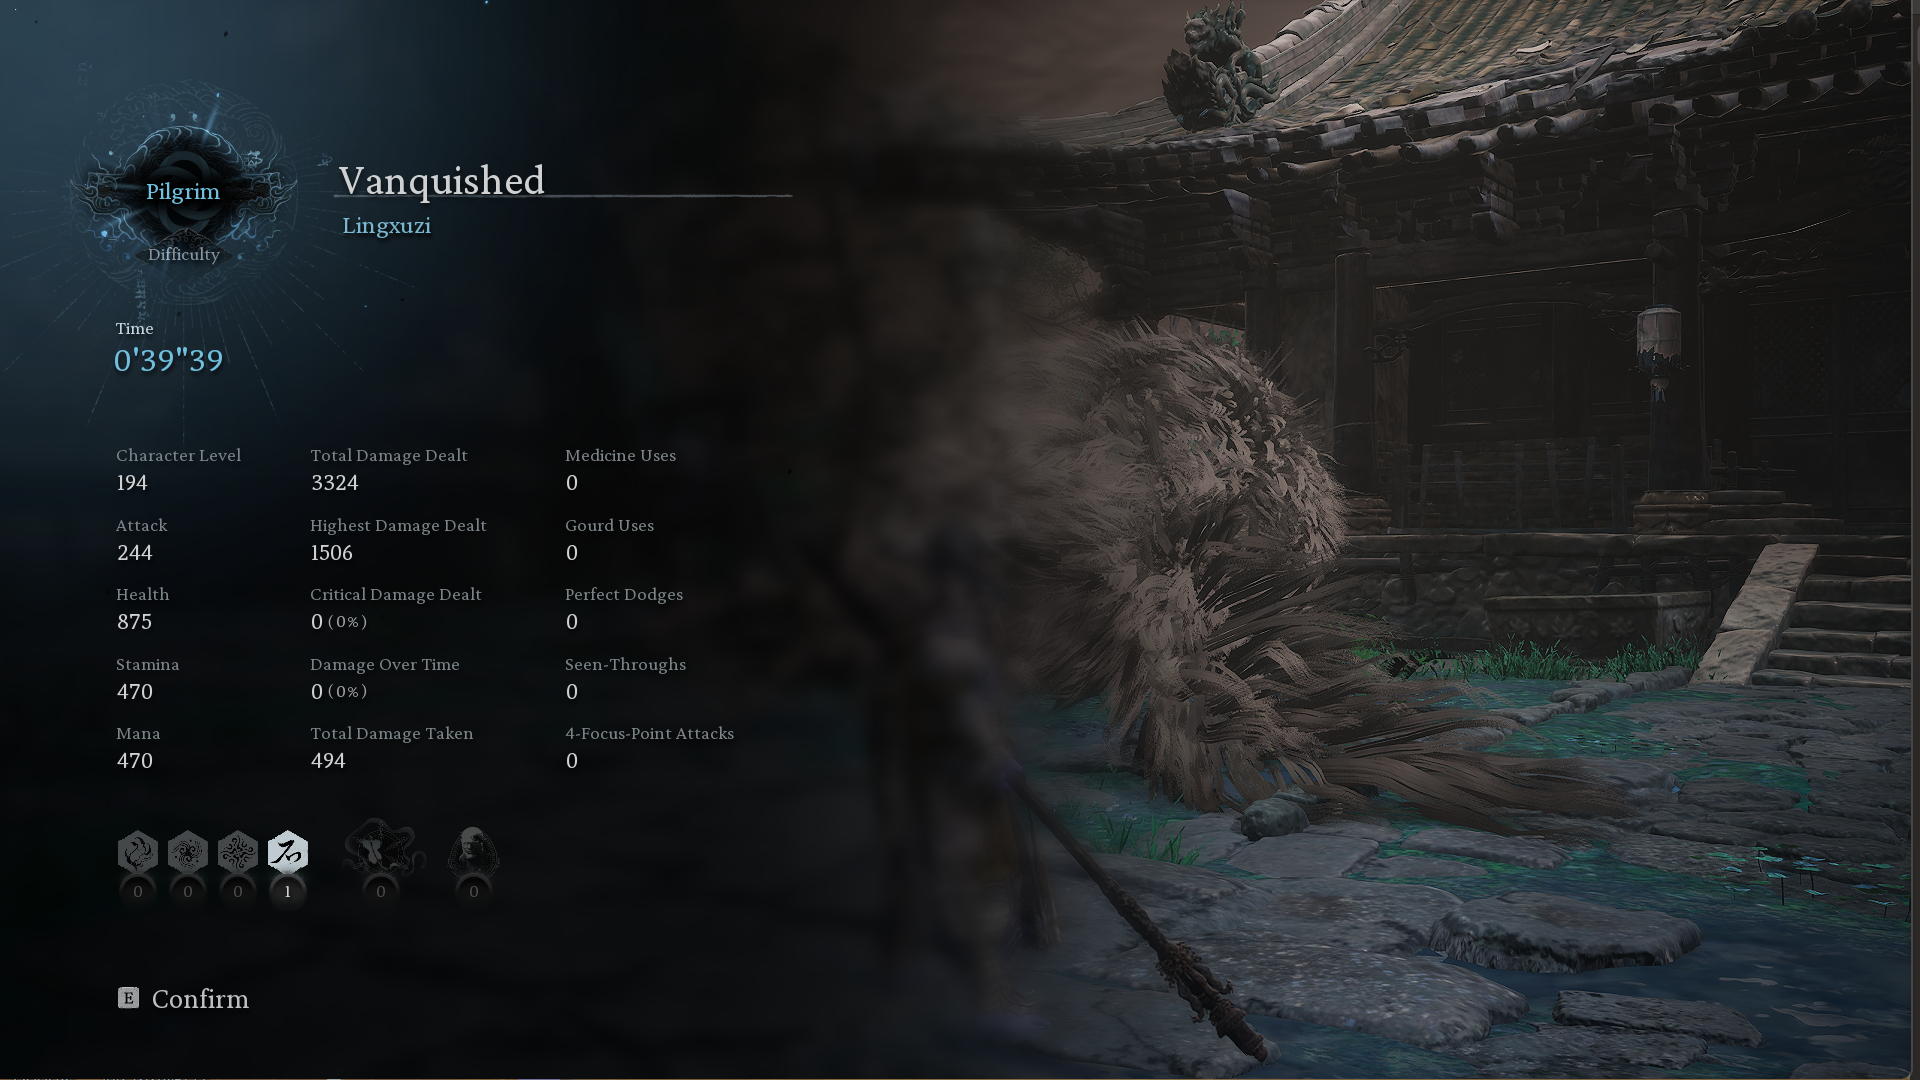 Pilgrim
Difficulty
Vanquished
Lingxuzi
Time
0'39"39
Character Level
194
Total Damage Dealt
3324
Medicine Uses
0
Attack
244
Highest Damage Dealt
1506
Gourd Uses
0
Health
875
Critical Damage Dealt
0 (0%)
Perfect Dodges
0
Stamina
470
Damage Over Time
0 (0%)
Seen-Throughs
0
Mana
470
Total Damage Taken
494
4-Focus-Point Attacks
0
石
0 0 0 1 0 0
E Confirm